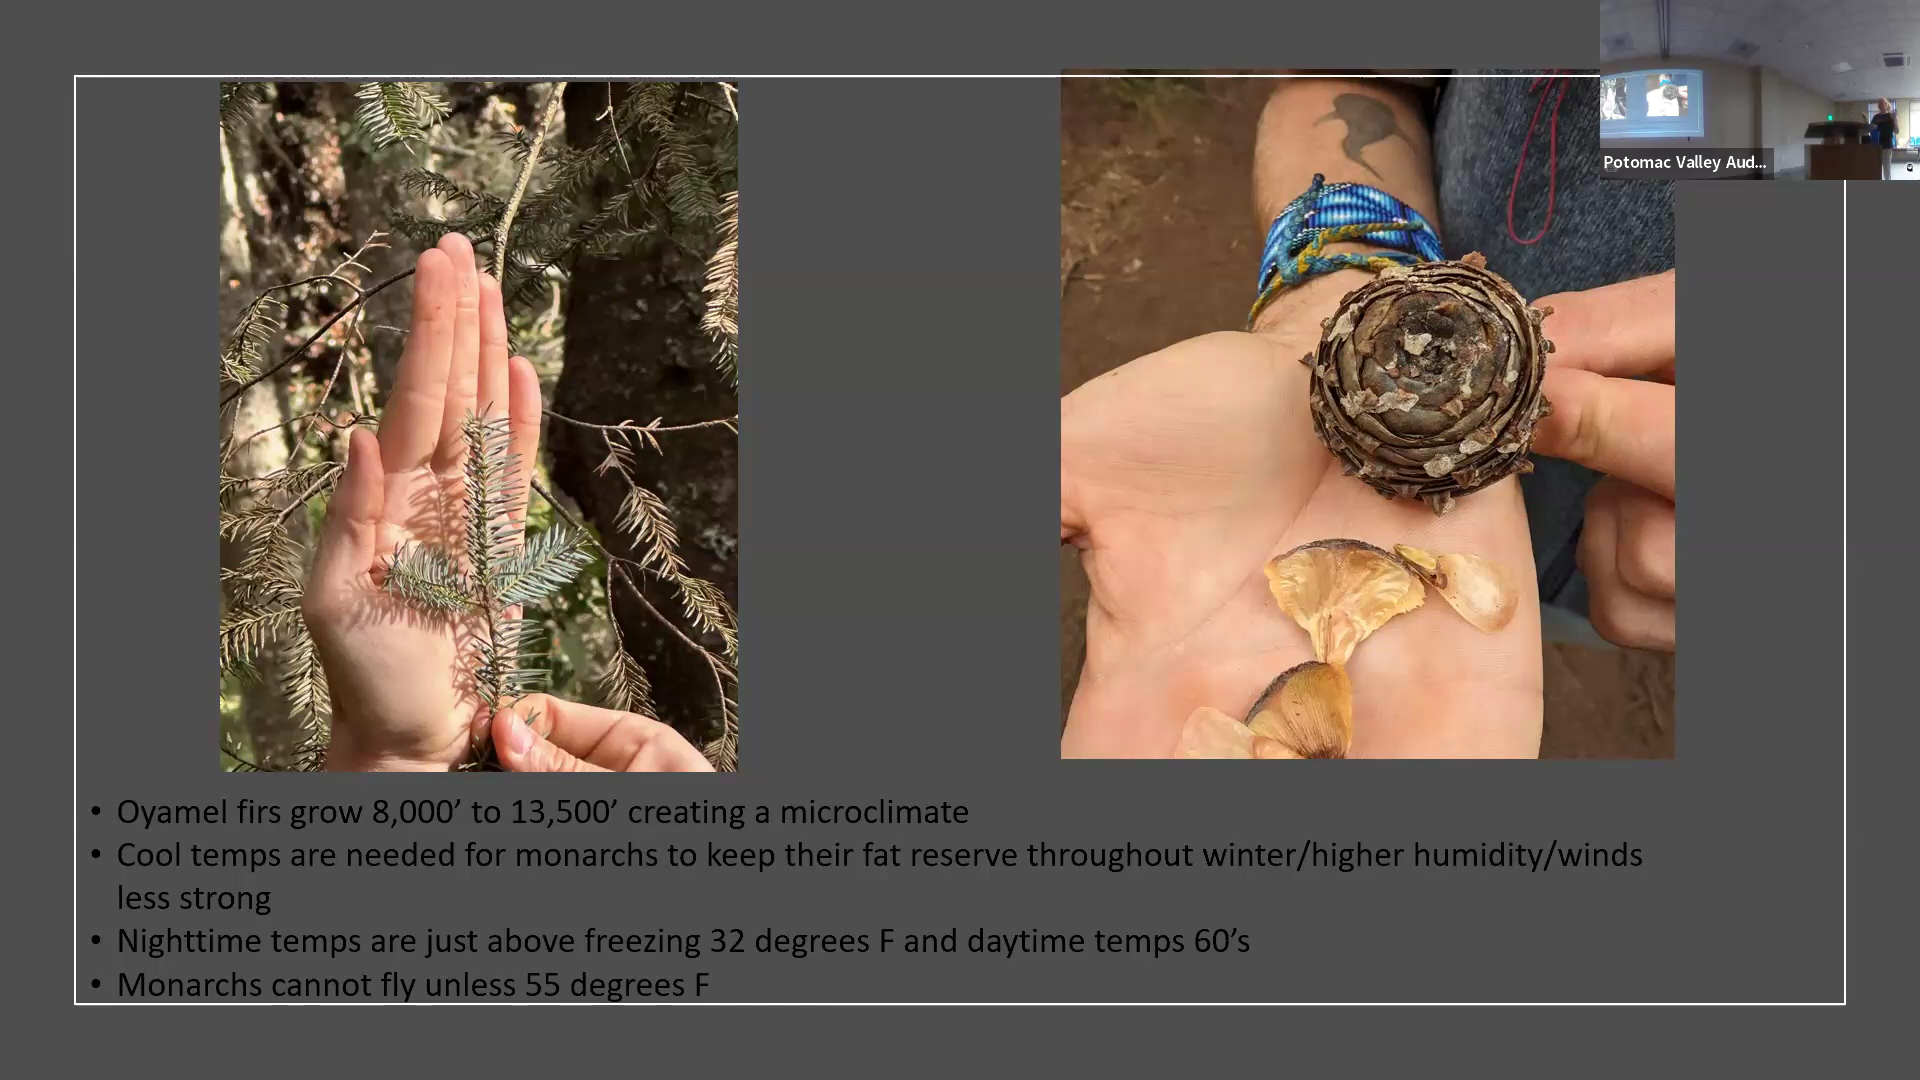 Potomac Valley Aud...
• Oyamel firs grow 8,000’ to 13,500’ creating a microclimate
• Cool temps are needed for monarchs to keep their fat reserve throughout winter/higher humidity/winds
less strong
• Nighttime temps are just above freezing 32 degrees F and daytime temps 60’s
• Monarchs cannot fly unless 55 degrees F